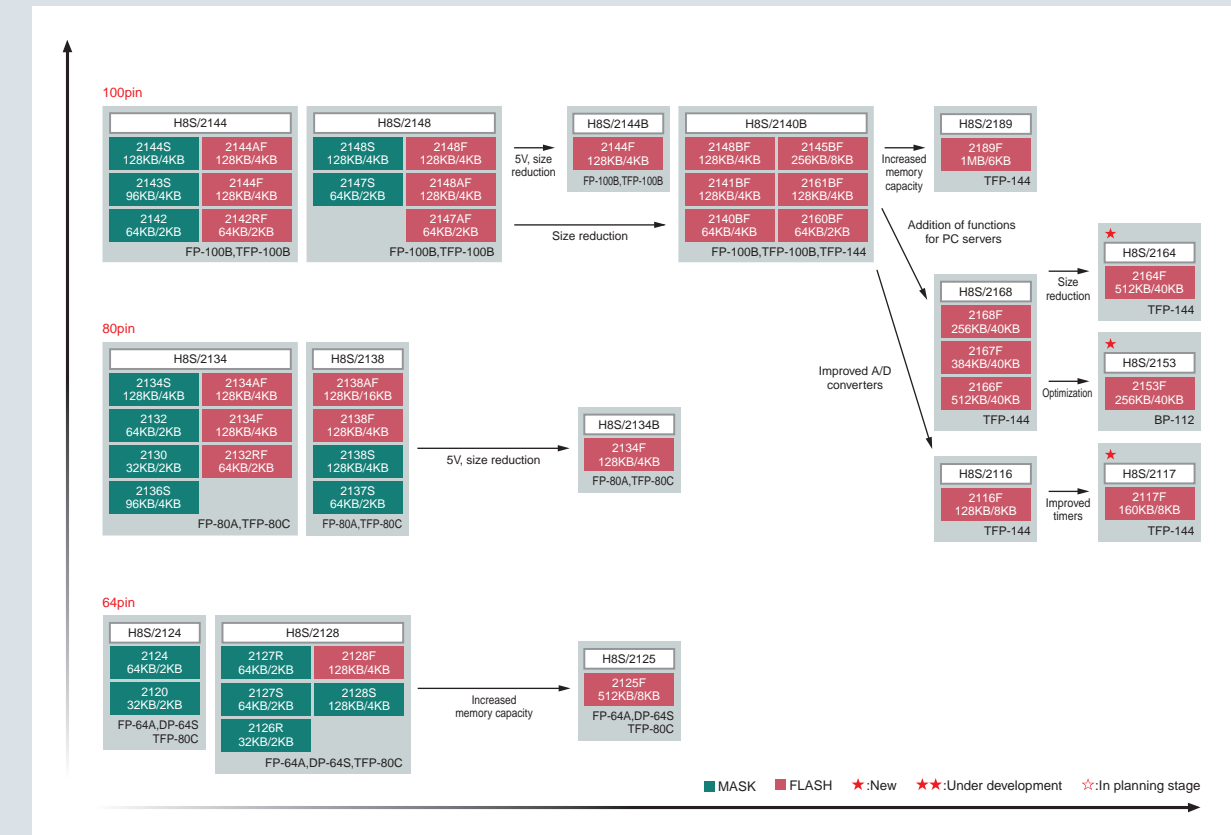 100pin
H8S/2144
2144S
128KB/4KB
2144AF
128KB/4KB
2143S
96KB/4KB
2144F
128KB/4KB
2142
64KB/2KB
2142RF
64KB/2KB
FP-100B,TFP-100B
H8S/2148
2148S
128KB/4KB
2148F
128KB/4KB
2147S
64KB/2KB
2148AF
128KB/4KB
2147AF
64KB/2KB
FP-100B,TFP-100B
5V, size
reduction
Size reduction
H8S/2144B
2144F
128KB/4KB
FP-100B,TFP-100B
H8S/2140B
2148BF
128KB/4KB
2145BF
256KB/8KB
2141BF
128KB/4KB
2161BF
128KB/4KB
2140BF
64KB/4KB
2160BF
64KB/2KB
FP-100B,TFP-100B,TFP-144
Increased
memory
capacity
H8S/2189
2189F
1MB/6KB
TFP-144
Addition of functions
for PC servers
H8S/2168
2168F
256KB/40KB
2167F
384KB/40KB
2166F
512KB/40KB
TFP-144
Size
reduction
★
H8S/2164
2164F
512KB/40KB
TFP-144
Optimization
★
H8S/2153
2153F
256KB/40KB
BP-112
Improved A/D
converters
H8S/2116
2116F
128KB/8KB
TFP-144
Improved
timers
★
H8S/2117
2117F
160KB/8KB
TFP-144
80pin
H8S/2134
2134S
128KB/4KB
2134AF
128KB/4KB
2132
64KB/2KB
2134F
128KB/4KB
2130
32KB/2KB
2132RF
64KB/2KB
2136S
96KB/4KB
FP-80A,TFP-80C
H8S/2138
2138AF
128KB/16KB
2138F
128KB/4KB
2138S
128KB/4KB
2137S
64KB/2KB
FP-80A,TFP-80C
5V, size reduction
H8S/2134B
2134F
128KB/4KB
FP-80A,TFP-80C
64pin
H8S/2124
2124
64KB/2KB
2120
32KB/2KB
FP-64A,DP-64S
TFP-80C
H8S/2128
2127R
64KB/2KB
2128F
128KB/4KB
2127S
64KB/2KB
2128S
128KB/4KB
2126R
32KB/2KB
FP-64A,DP-64S,TFP-80C
Increased
memory capacity
H8S/2125
2125F
512KB/8KB
FP-64A,DP-64S
TFP-80C
MASK FLASH ★:New ★★:Under development ☆:In planning stage